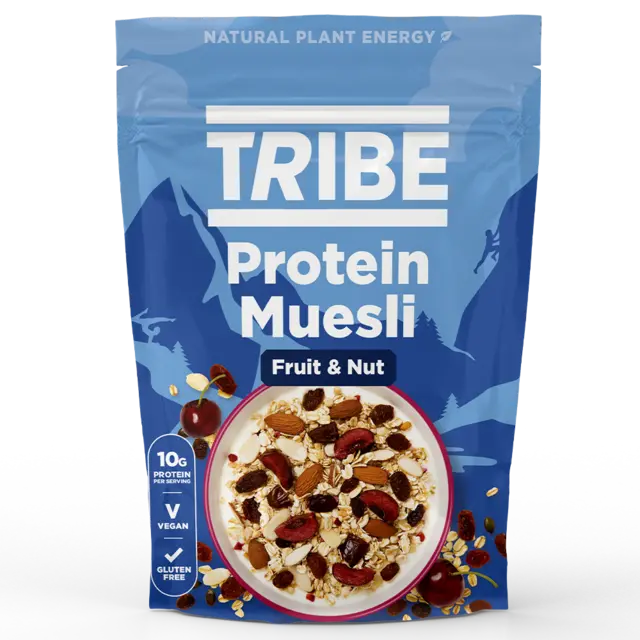 NATURAL PLANT ENERGY
TRIBE
Protein
Muesli
Fruit & Nut
10G
PROTEIN
PER SERVING
V
VEGAN
GLUTEN
FREE